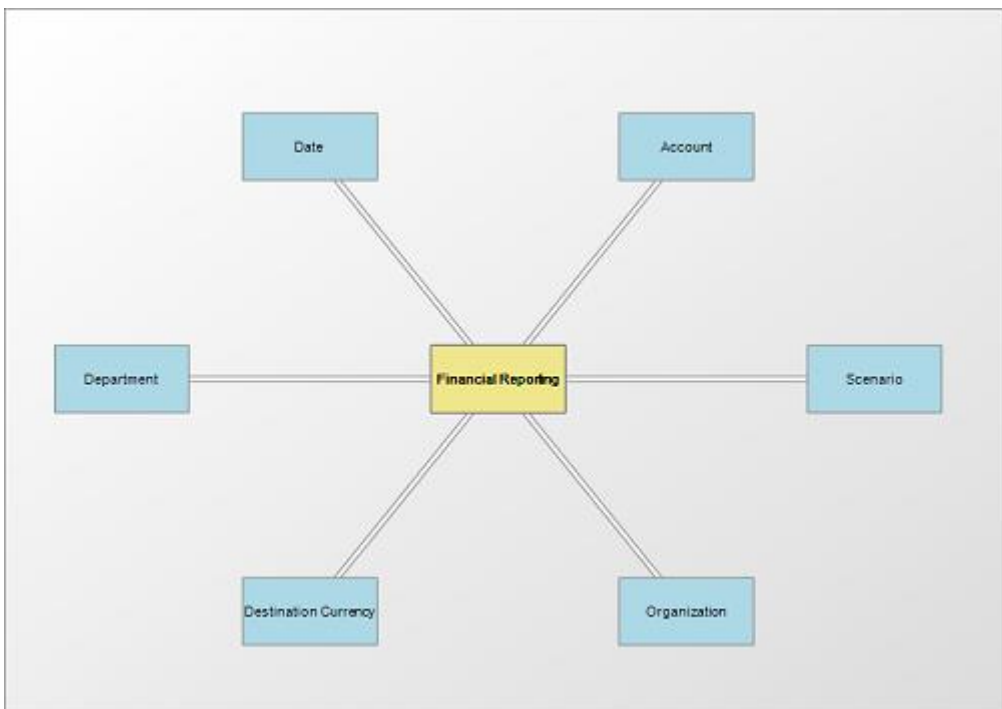 Date
Account
Department
Financial Reporting
Scenario
Destination Currency
Organization